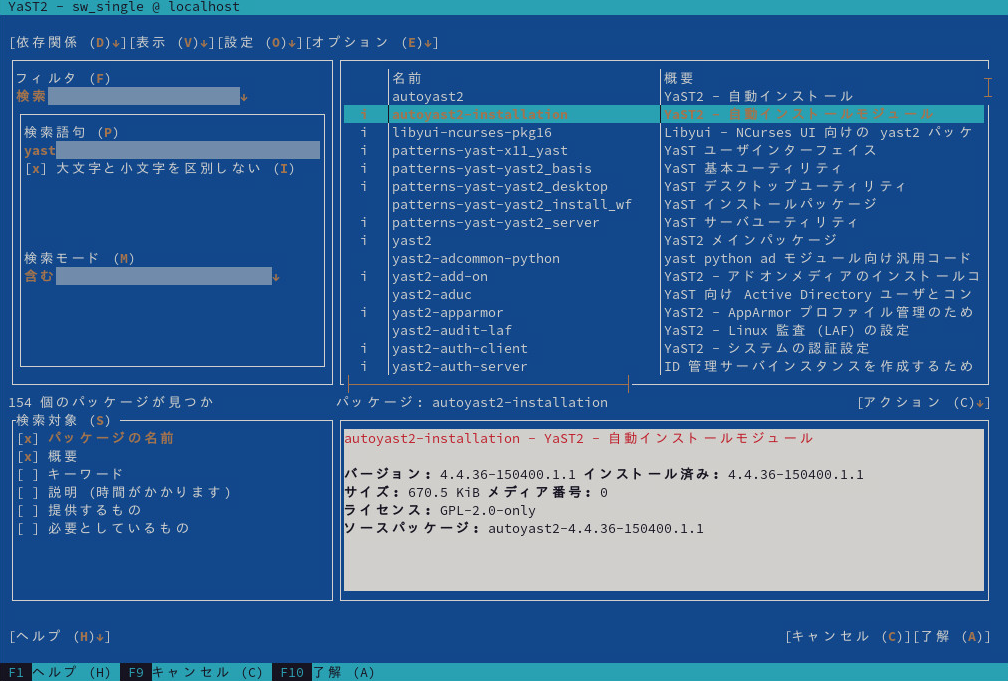 YaST2 - sw_single @ localhost
[依存関係 (D)↓][表示 (V)↓][設定 (O)↓][オプション (E)↓]
フィルタ (F)
検索↓
検索語句 (P)
yast
[x] 大文字と小文字を区別しない (I)
検索モード (M)
含む↓
名前 概要
autoyast2 YaST2 - 自動インストール
i autoyast2-installation YaST2 - 自動インストールモジュール
i libyui-ncurses-pkg16 Libyui - NCurses UI 向けの yast2 パッケ
i patterns-yast-x11_yast YaST ユーザインターフェイス
i patterns-yast-yast2_basis YaST 基本ユーティリティ
i patterns-yast-yast2_desktop YaST デスクトップユーティリティ
patterns-yast-yast2_install_wf YaST インストールパッケージ
i patterns-yast-yast2_server YaST サーバユーティリティ
i yast2 YaST2 メインパッケージ
yast2-adcommon-python yast python ad モジュール向け汎用コード
i yast2-add-on YaST2 - アドオンメディアのインストールコ
yast2-aduc YaST 向け Active Directory ユーザとコン
i yast2-apparmor YaST2 - AppArmor プロファイル管理のため
yast2-audit-laf YaST2 - Linux 監査 (LAF) の設定
i yast2-auth-client YaST2 - システムの認証設定
i yast2-auth-server ID 管理サーバインスタンスを作成するため
154 個のパッケージが見つか
パッケージ: autoyast2-installation [アクション (C)↓]
検索対象 (S)
[x] パッケージの名前
[x] 概要
[ ] キーワード
[ ] 説明 (時間がかかります)
[ ] 提供するもの
[ ] 必要としているもの
autoyast2-installation - YaST2 - 自動インストールモジュール
バージョン: 4.4.36-150400.1.1 インストール済み: 4.4.36-150400.1.1
サイズ: 670.5 KiB メディア番号: 0
ライセンス: GPL-2.0-only
ソースパッケージ: autoyast2-4.4.36-150400.1.1
[ヘルプ (H)↓] [キャンセル (C)][了解 (A)]
F1 ヘルプ (H) F9 キャンセル (C) F10 了解 (A)